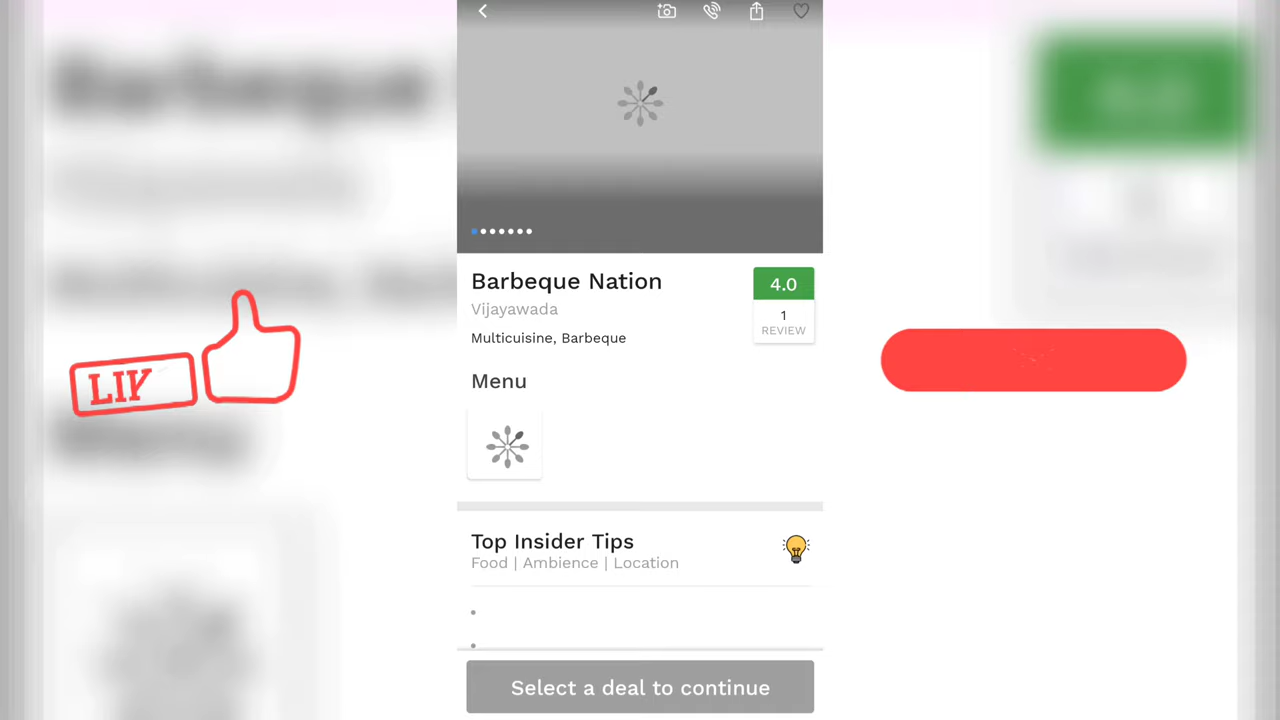 Barbeque Nation
4.0
Vijayawada
1
REVIEW
Multicuisine, Barbeque
Menu
LIK
Top Insider Tips
Food | Ambience | Location
Select a deal to continue